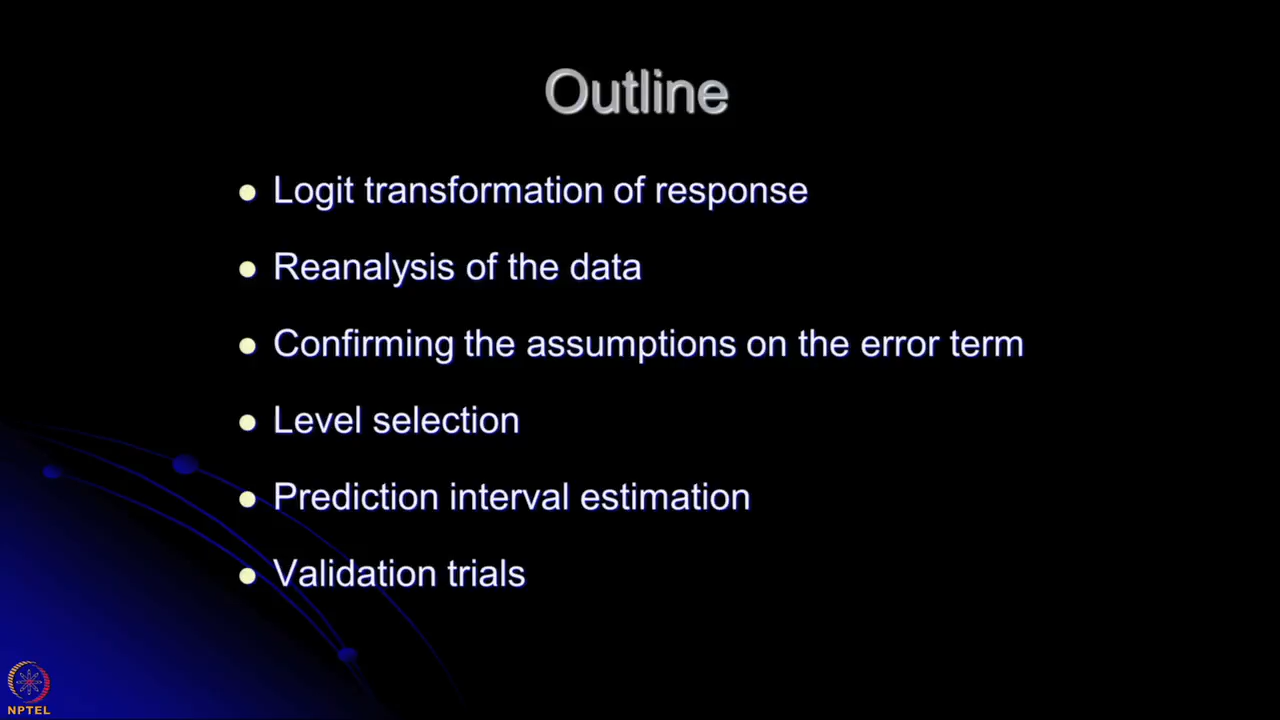 Outline
Logit transformation of response
Reanalysis of the data
Confirming the assumptions on the error term
Level selection
Prediction interval estimation
Validation trials
NPTEL